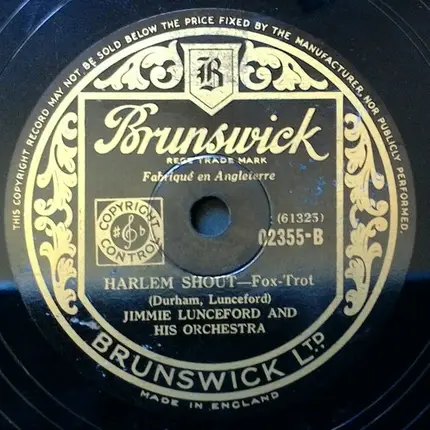 THIS COPYRIGHT RECORD MAY NOT BE SOLD BELOW THE PRICE FIXED BY THE MANUFACTURER, NOR PUBLICLY PERFORMED.
B
Brunswick
REGD TRADE MARK
Fabriqué en Angleterre
COPYRIGHT
CONTROL
(61323)
02355-B
HARLEM SHOUT—Fox-Trot
(Durham, Lunceford)
JIMMIE LUNCEFORD AND
HIS ORCHESTRA
BRUNSWICK LTD.
MADE IN ENGLAND